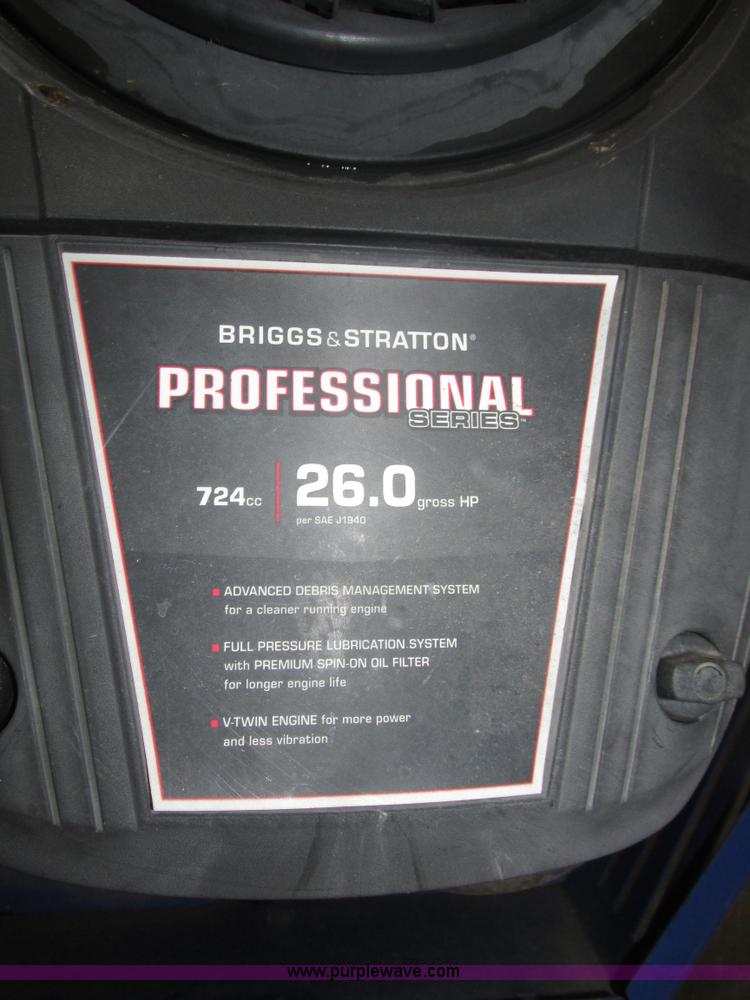 BRIGGS & STRATTON®
PROFESSIONAL
SERIES™
724cc 26.0 gross HP
per SAE J1940
ADVANCED DEBRIS MANAGEMENT SYSTEM
for a cleaner running engine
FULL PRESSURE LUBRICATION SYSTEM
with PREMIUM SPIN-ON OIL FILTER
for longer engine life
V-TWIN ENGINE for more power
and less vibration
www.purplewave.com